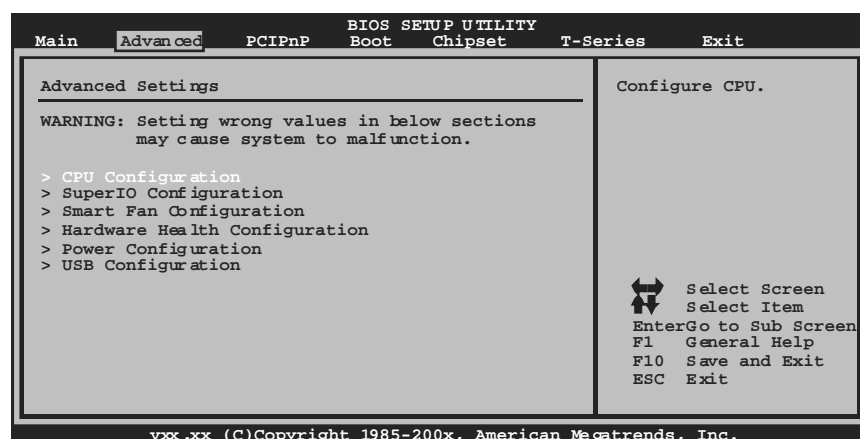 BIOS SETUP UTILITY
Main Advanced PCIPnP Boot Chipset T-Series Exit
Advanced Settings
WARNING: Setting wrong values in below sections
may cause system to malfunction.
> CPU Configuration
> SuperIO Configuration
> Smart Fan Configuration
> Hardware Health Configuration
> Power Configuration
> USB Configuration
Configure CPU.
Select Screen
Select Item
Enter Go to Sub Screen
F1 General Help
F10 Save and Exit
ESC Exit
vxx.xx (C)Copyright 1985-200x, American Megatrends, Inc.